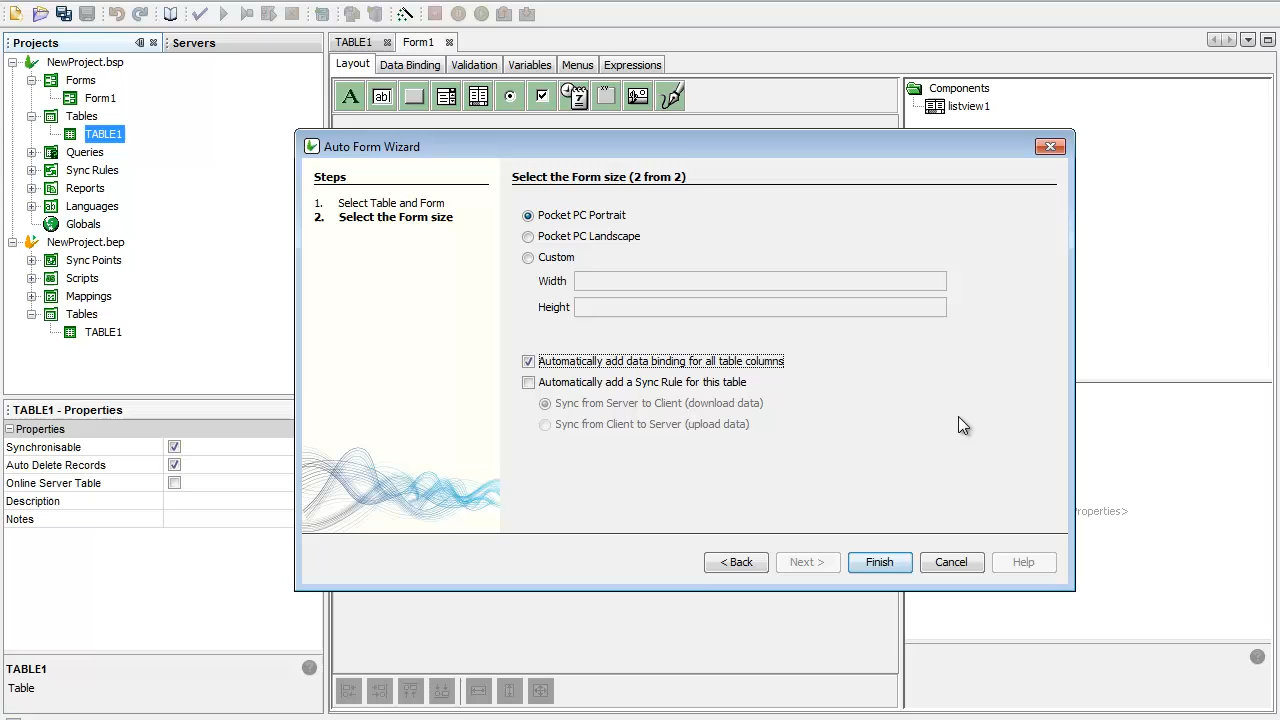 Projects
Servers
NewProject.bsp
Forms
Form1
Tables
TABLE1
Queries
Sync Rules
Reports
Languages
Globals
NewProject.bep
Sync Points
Scripts
Mappings
Tables
TABLE1
TABLE1 - Properties
Properties
Synchronisable
Auto Delete Records
Online Server Table
Description
Notes
TABLE1
Table
TABLE1 Form1
Layout Data Binding Validation Variables Menus Expressions
A ab|
Components
listview1
Auto Form Wizard
Steps
1. Select Table and Form
2. Select the Form size
Select the Form size (2 from 2)
Pocket PC Portrait
Pocket PC Landscape
Custom
Width
Height
Automatically add data binding for all table columns
Automatically add a Sync Rule for this table
Sync from Server to Client (download data)
Sync from Client to Server (upload data)
< Back Next > Finish Cancel Help
roperties>